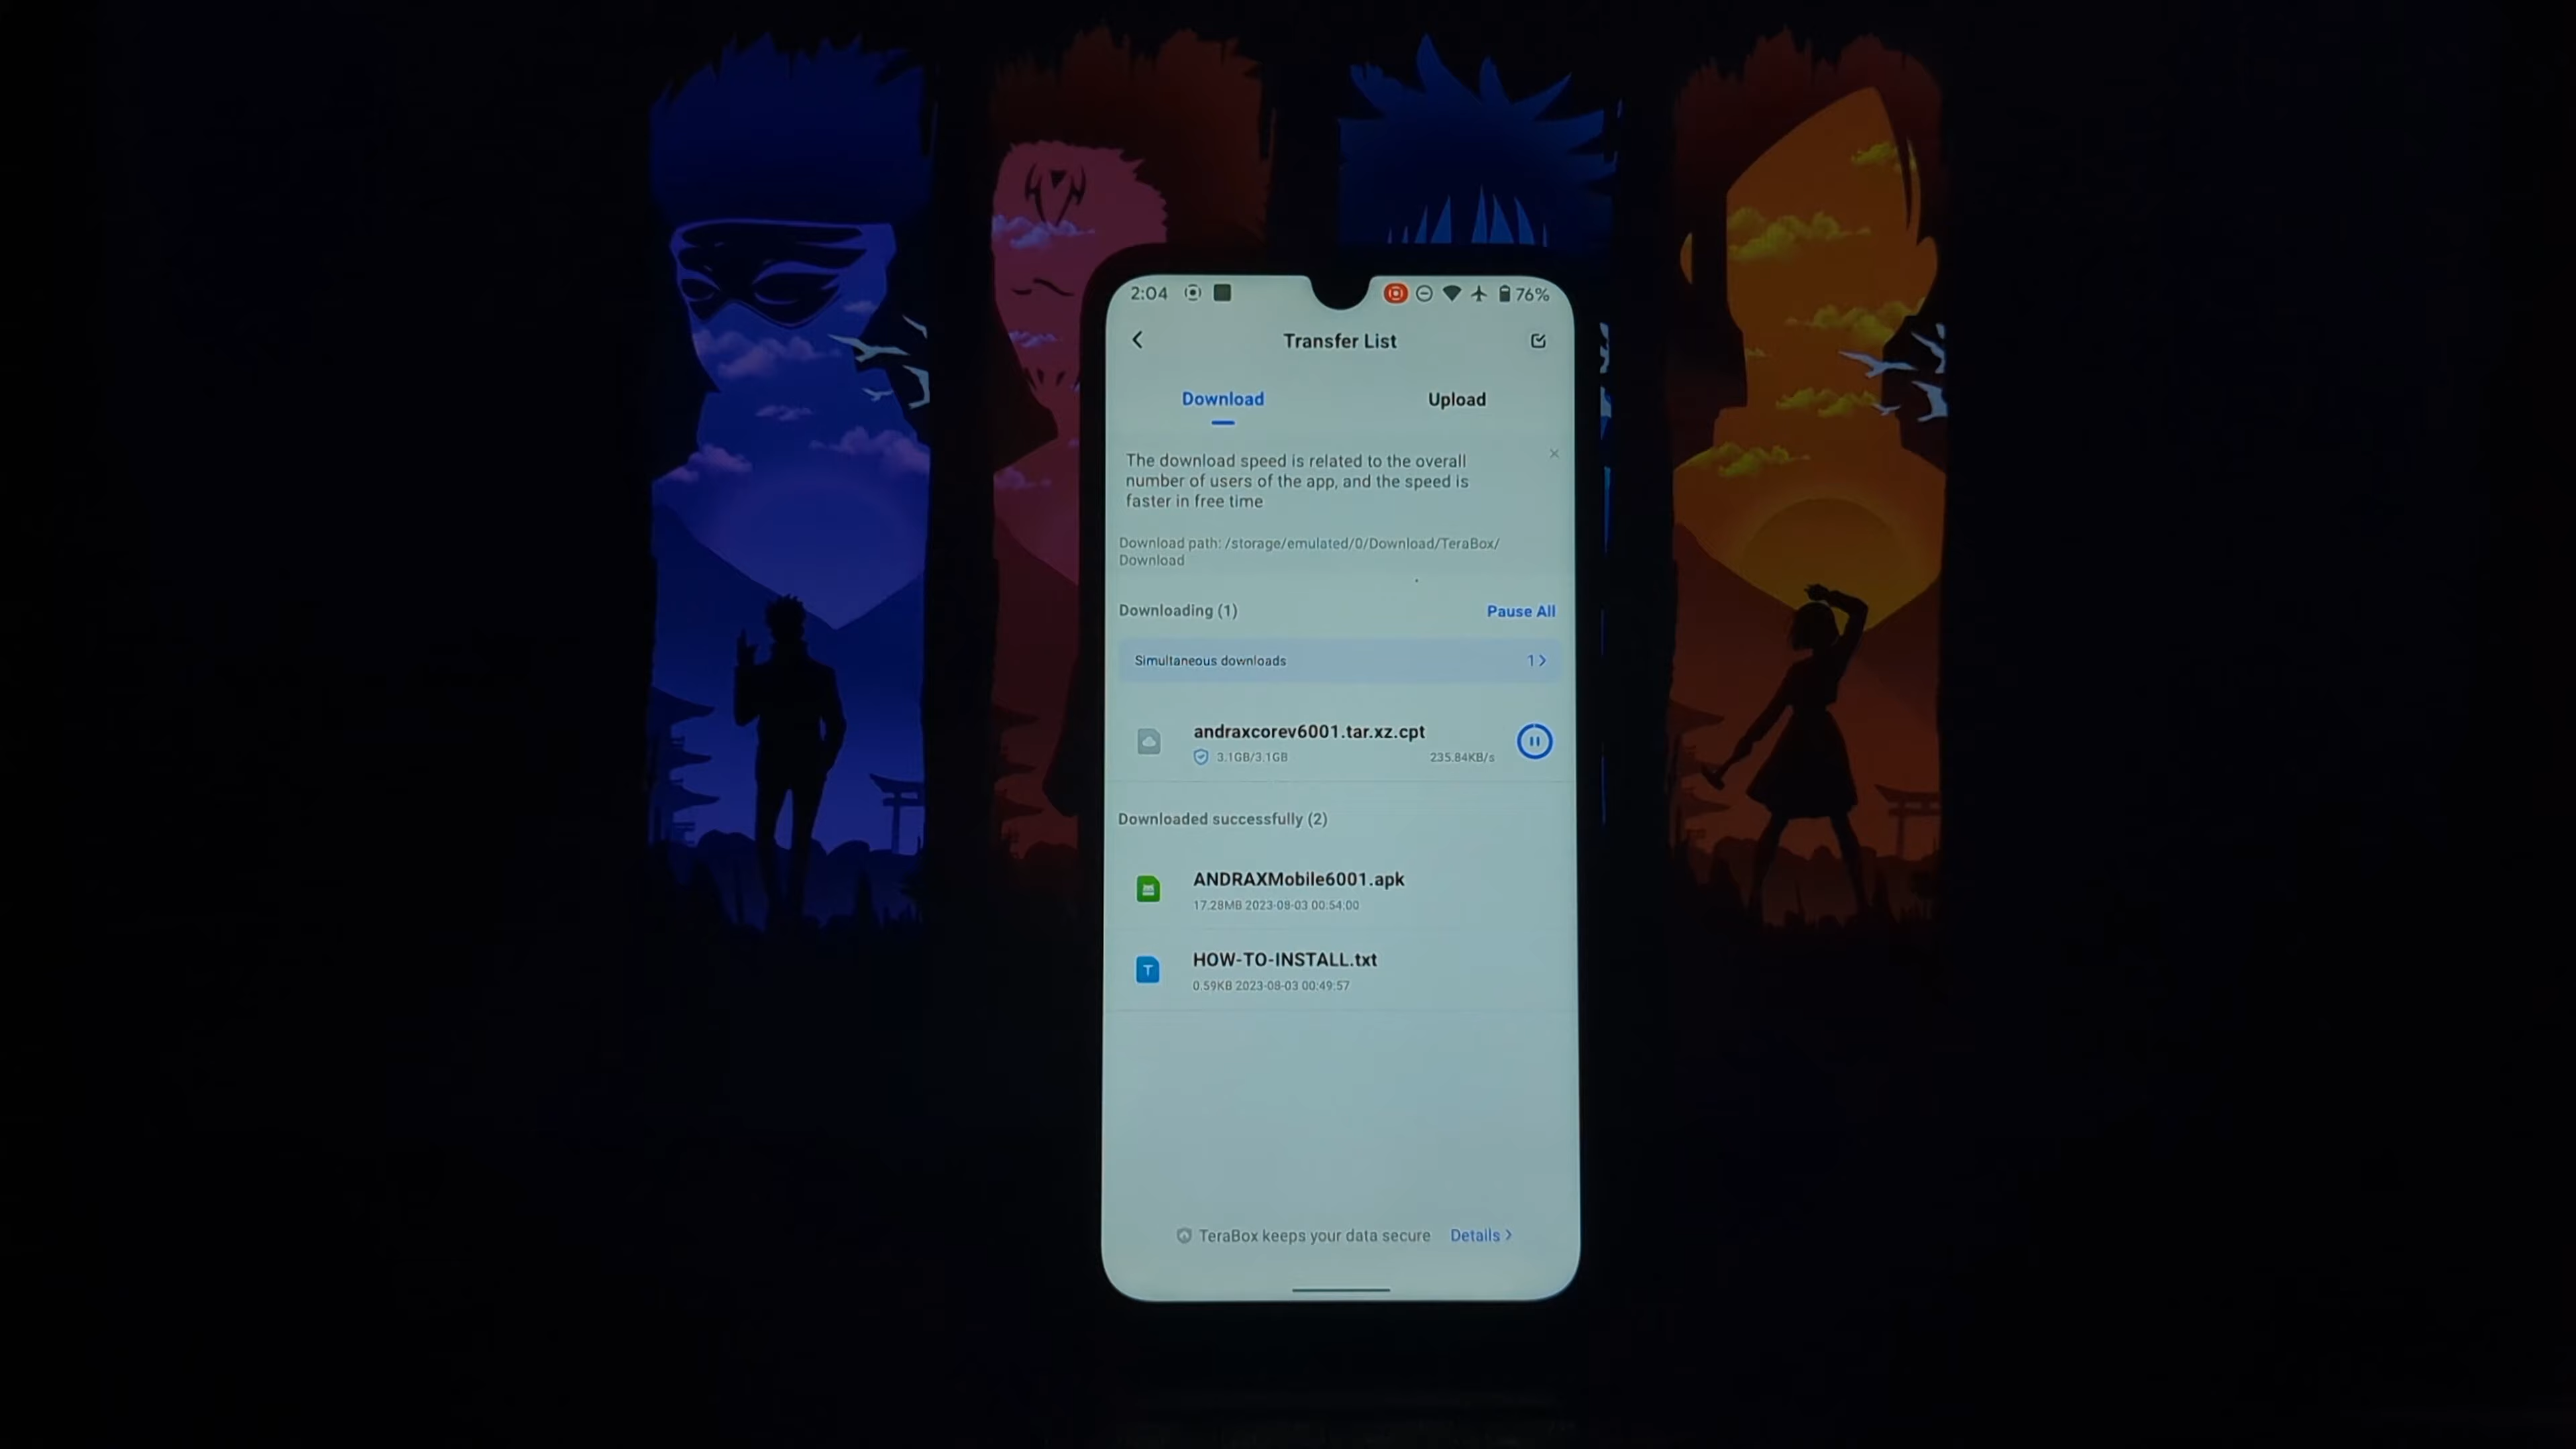 2:04
76%
Transfer List
Download
Upload
The download speed is related to the overall
number of users of the app, and the speed is
faster in free time
Download path: /storage/emulated/0/Download/TeraBox/
Download
Downloading (1)
Pause All
Simultaneous downloads
1
andraxcorev6001.tar.xz.cpt
3.1GB/3.1GB
235.84KB/s
Downloaded successfully (2)
ANDRAXMobile6001.apk
17.28MB 2023-08-03 00:54:00
T
HOW-TO-INSTALL.txt
0.59KB 2023-08-03 00:49:57
TeraBox keeps your data secure
Details